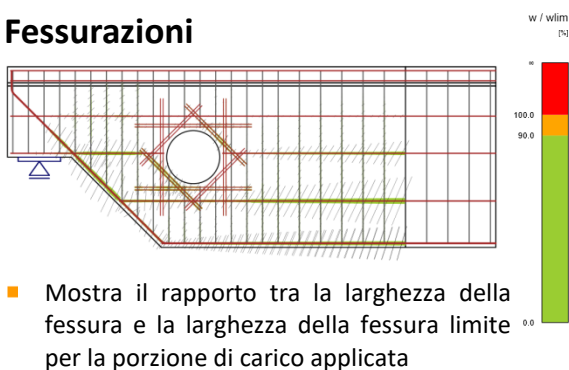 Fessurazioni
w / wlim
[%]
∞
100.0
90.0
0.0
Mostra il rapporto tra la larghezza della
fessura e la larghezza della fessura limite
per la porzione di carico applicata